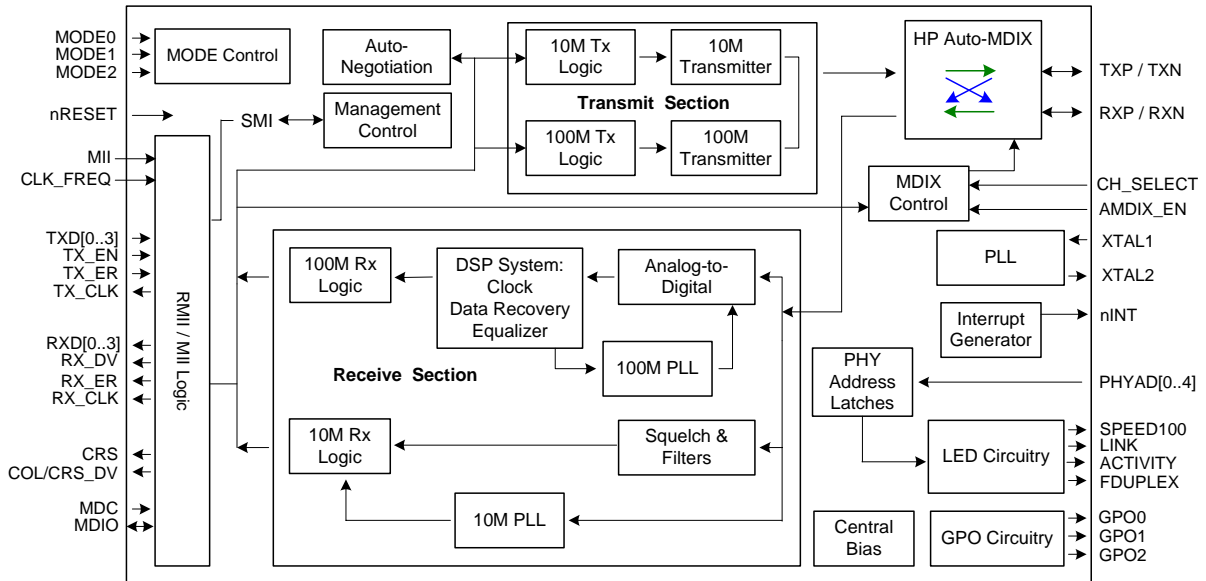 MODE0
MODE1
MODE2
nRESET
MII
CLK_FREQ
TXD[0..3]
TX_EN
TX_ER
TX_CLK
RXD[0..3]
RX_DV
RX_ER
RX_CLK
CRS
COL/CRS_DV
MDC
MDIO
MODE Control
Auto-
Negotiation
SMI
Management
Control
RMII / MII Logic
10M Tx
Logic
10M
Transmitter
Transmit Section
100M Tx
Logic
100M
Transmitter
HP Auto-MDIX
MDIX
Control
100M Rx
Logic
DSP System:
Clock
Data Recovery
Equalizer
Analog-to-
Digital
100M PLL
Receive Section
10M Rx
Logic
Squelch &
Filters
10M PLL
PLL
Interrupt
Generator
PHY
Address
Latches
LED Circuitry
Central
Bias
GPO Circuitry
TXP / TXN
RXP / RXN
CH_SELECT
AMDIX_EN
XTAL1
XTAL2
nINT
PHYAD[0..4]
SPEED100
LINK
ACTIVITY
FDUPLEX
GPO0
GPO1
GPO2